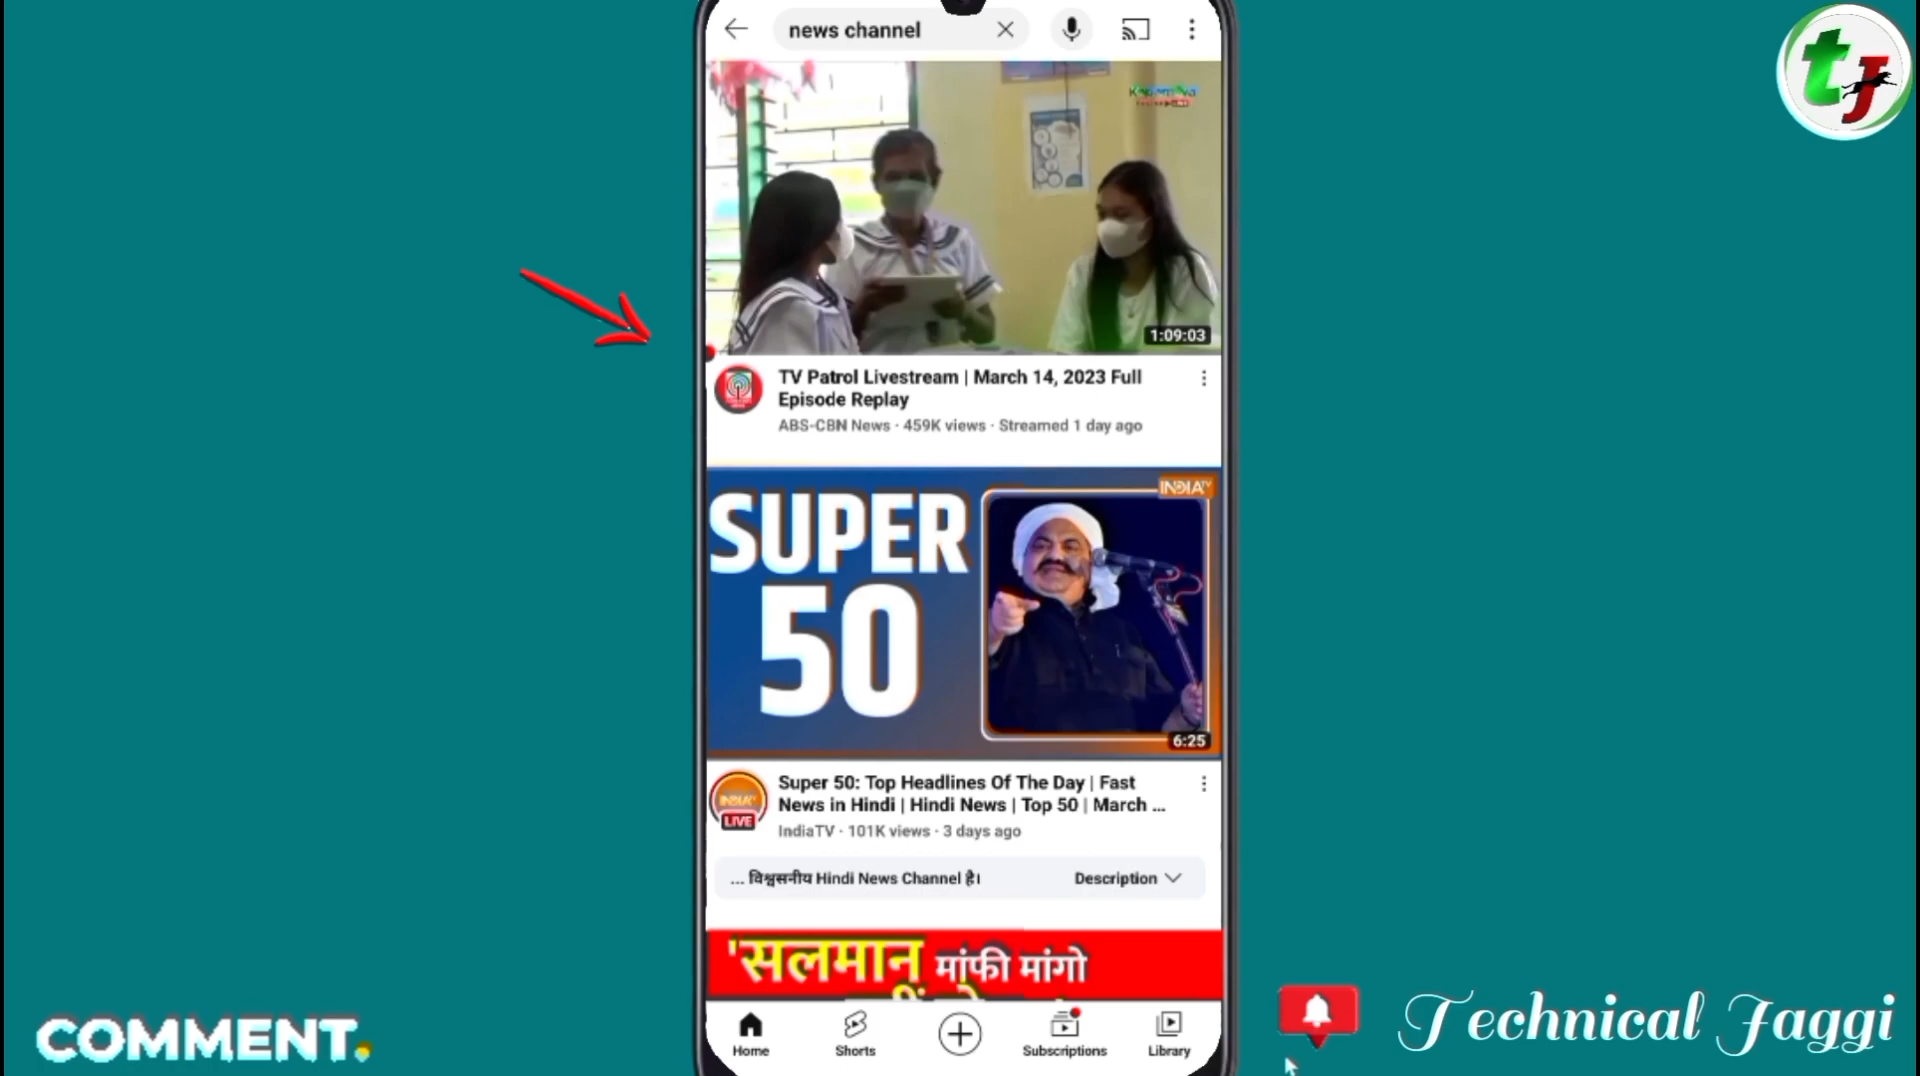 news channel
1:09:03
TV Patrol Livestream | March 14, 2023 Full
Episode Replay
ABS-CBN News · 459K views · Streamed 1 day ago
INDIA TV
SUPER
50
6:25
Super 50: Top Headlines Of The Day | Fast
News in Hindi | Hindi News | Top 50 | March ...
IndiaTV · 101K views · 3 days ago
INDIA TV
LIVE
... विश्वसनीय Hindi News Channel है।
Description
'सलमान मांफी मांगो
Home
Shorts
Subscriptions
Library
tJ
COMMENT.
Technical Jaggi